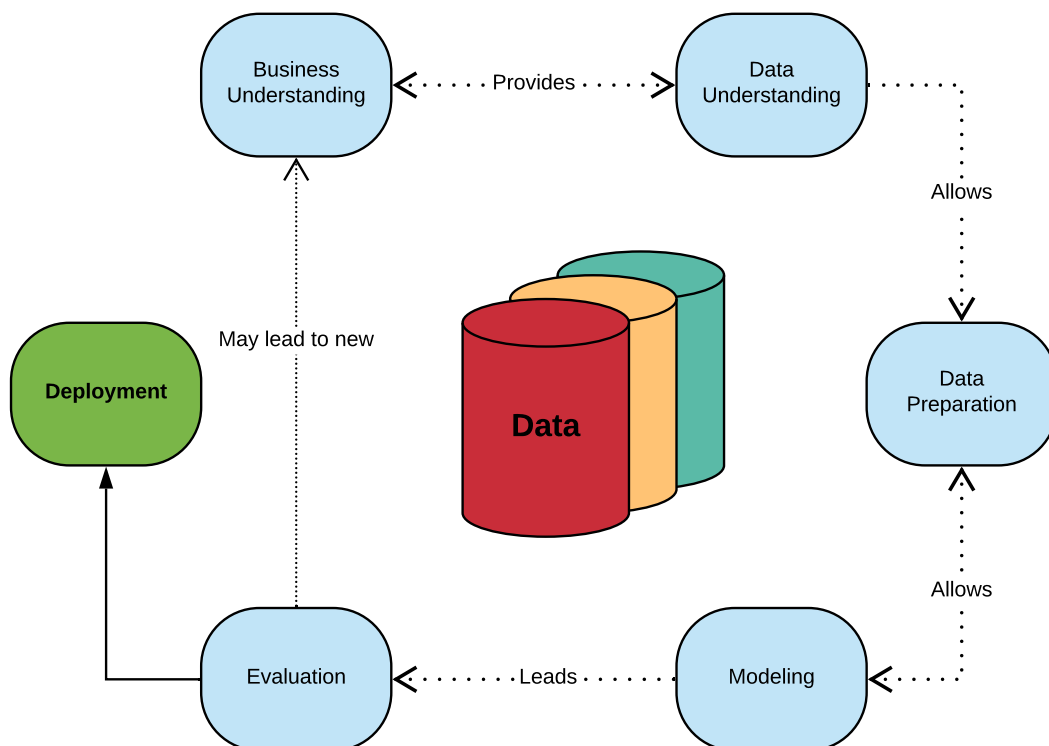 Business
Understanding
Provides
Data
Understanding
Allows
May lead to new
Deployment
Data
Data
Preparation
Allows
Evaluation
Leads
Modeling